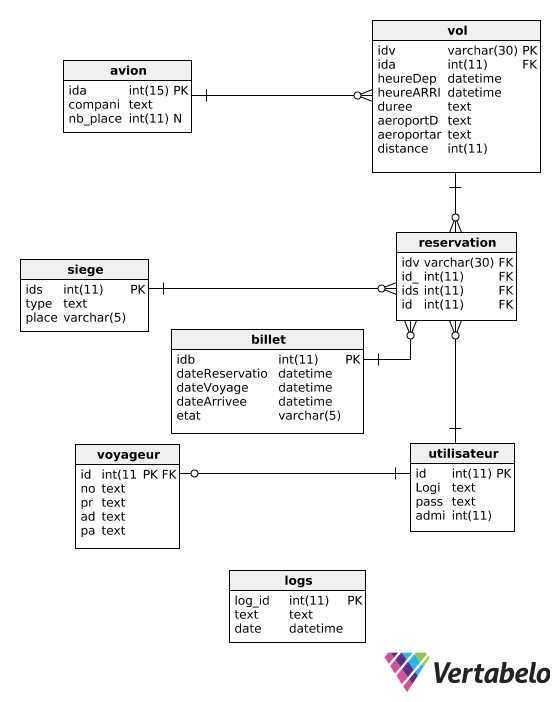 vol
idv varchar(30) PK
ida int(11) FK
heureDep datetime
heureARRI datetime
duree text
aeroportD text
aeroportar text
distance int(11)
avion
ida int(15) PK
compani text
nb_place int(11) N
reservation
idv varchar(30) FK
id_ int(11) FK
ids int(11) FK
id int(11) FK
siege
ids int(11) PK
type text
place varchar(5)
billet
idb int(11) PK
dateReservatio datetime
dateVoyage datetime
dateArrivee datetime
etat varchar(5)
voyageur
id int(11 PK FK
no text
pr text
ad text
pa text
utilisateur
id int(11) PK
Logi text
pass text
admi int(11)
logs
log_id int(11) PK
text text
date datetime
Vertabelo